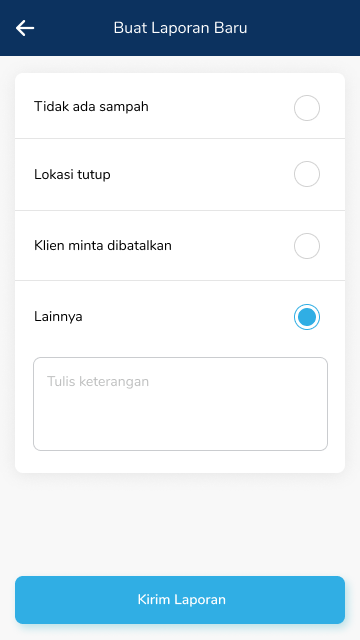 Buat Laporan Baru
Tidak ada sampah
Lokasi tutup
Klien minta dibatalkan
Lainnya
Tulis keterangan
Kirim Laporan